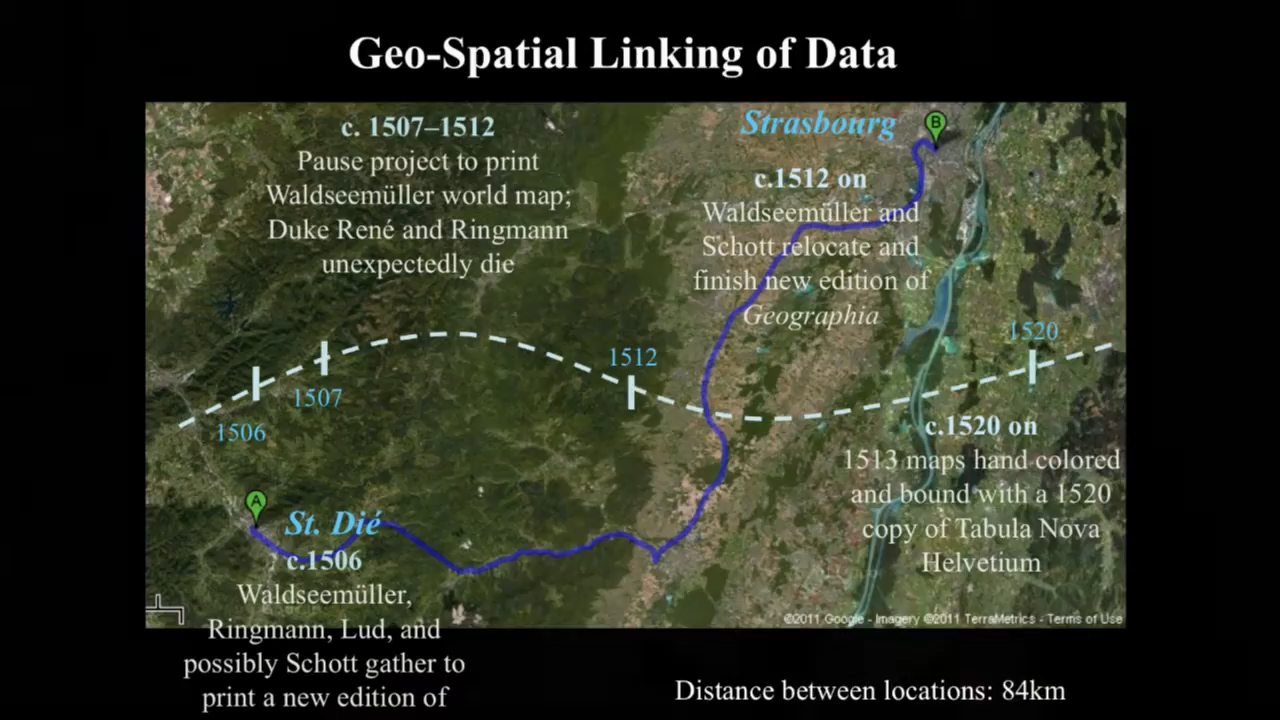 Geo-Spatial Linking of Data
c. 1507–1512
Pause project to print
Waldseemüller world map;
Duke René and Ringmann
unexpectedly die
Strasbourg
B
c.1512 on
Waldseemüller and
Schott relocate and
finish new edition of
Geographia
1506
1507
1512
1520
c.1520 on
1513 maps hand colored
and bound with a 1520
copy of Tabula Nova
Helvetium
A
St. Dié
c.1506
Waldseemüller,
Ringmann, Lud, and
possibly Schott gather to
print a new edition of
©2011 Google - Imagery ©2011 TerraMetrics - Terms of Use
Distance between locations: 84km